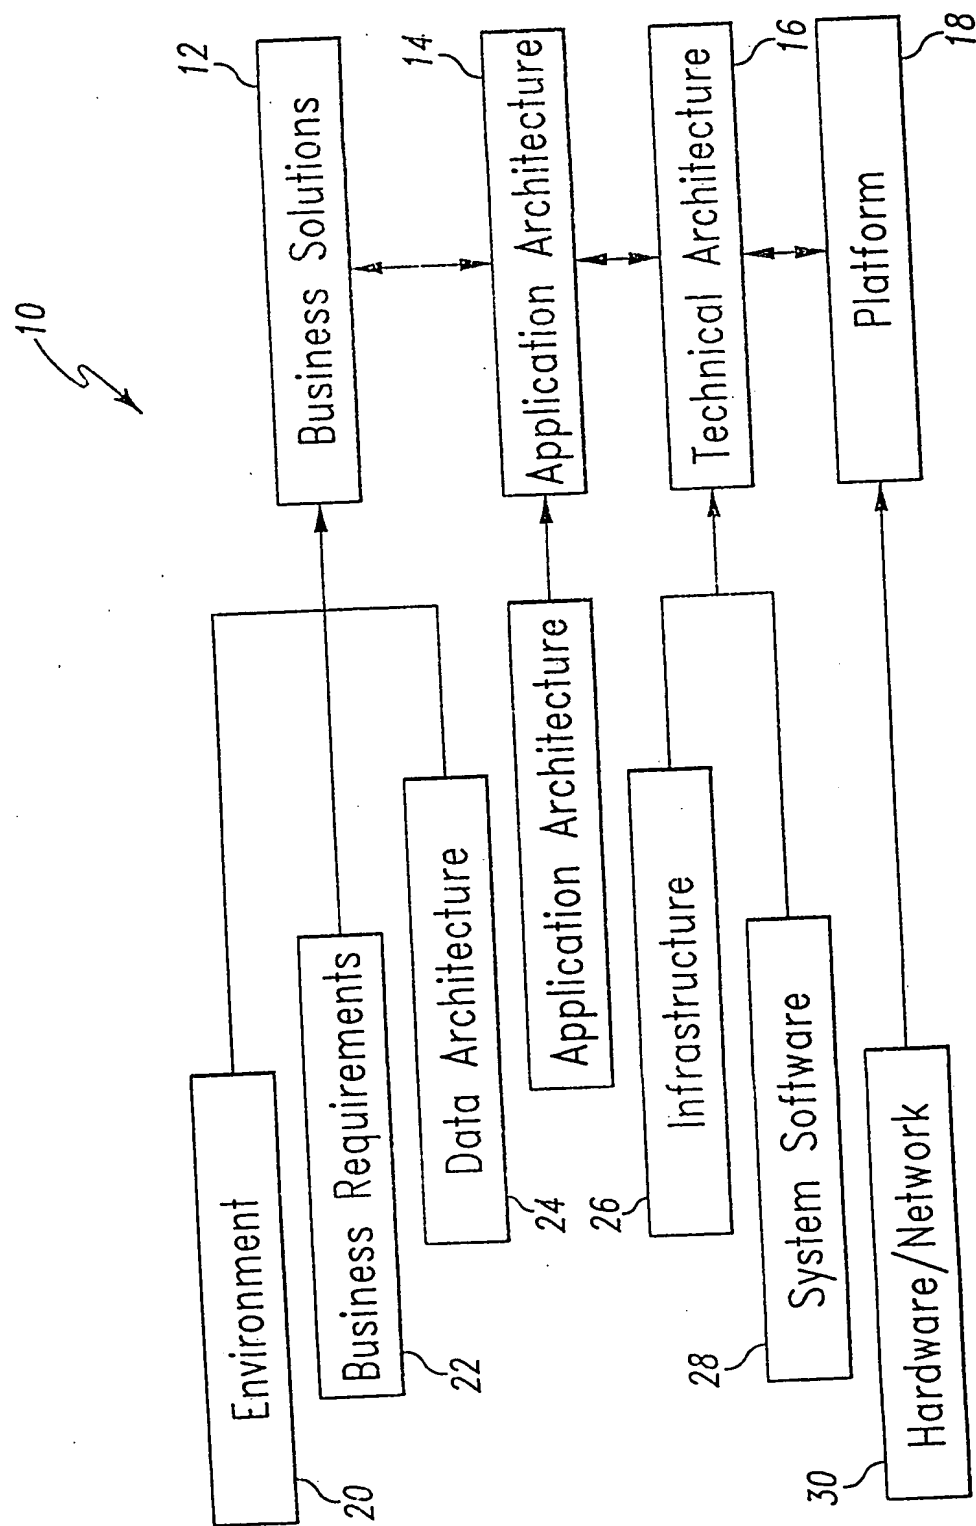 10
12
Business Solutions
14
Application Architecture
16
Technical Architecture
18
Platform
Environment
20
Business Requirements
22
Data Architecture
24
Application Architecture
Infrastructure
26
System Software
28
Hardware/Network
30